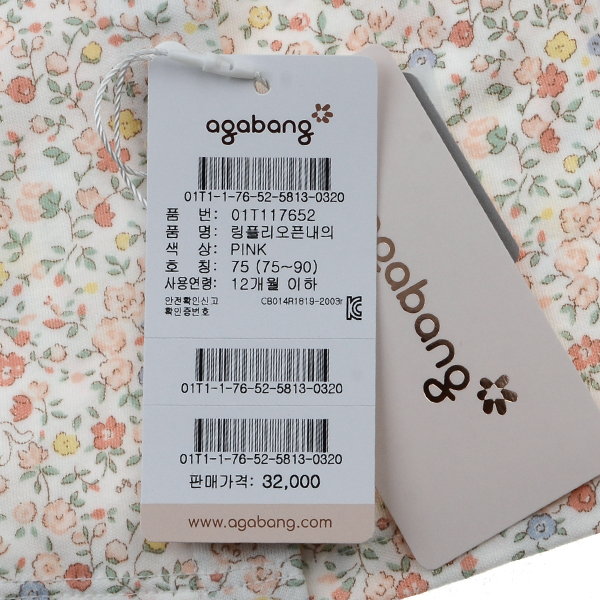 agabang
01T1-1-76-52-5813-0320
품 번: 01T117652
품 명: 링플리오픈내의
색 상: PINK
호 칭: 75 (75~90)
사용연령: 12개월 이하
안전확인신고 CB014R1819-2003
확인증번호
01T1-1-76-52-5813-0320
01T1-1-76-52-5813-0320
판매가격: 32,000
www.agabang.com
agabang